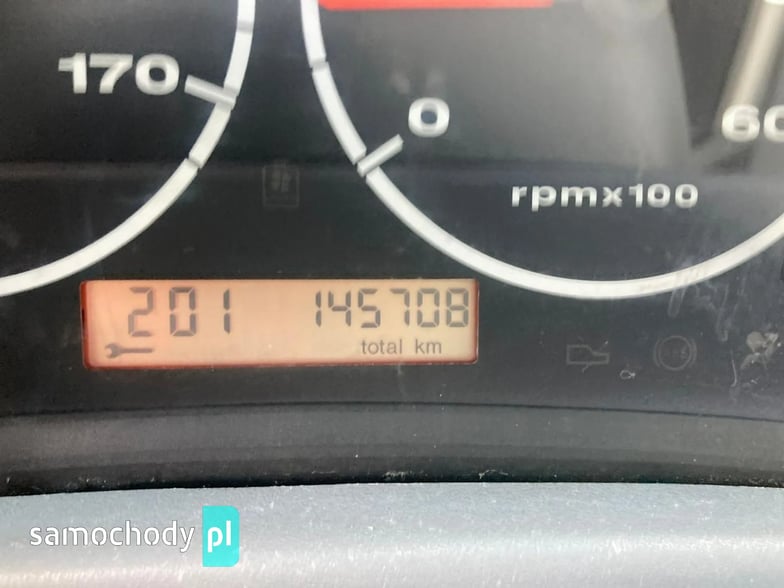 170
0
60
rpmx100
201 145708
total km
samochody pl